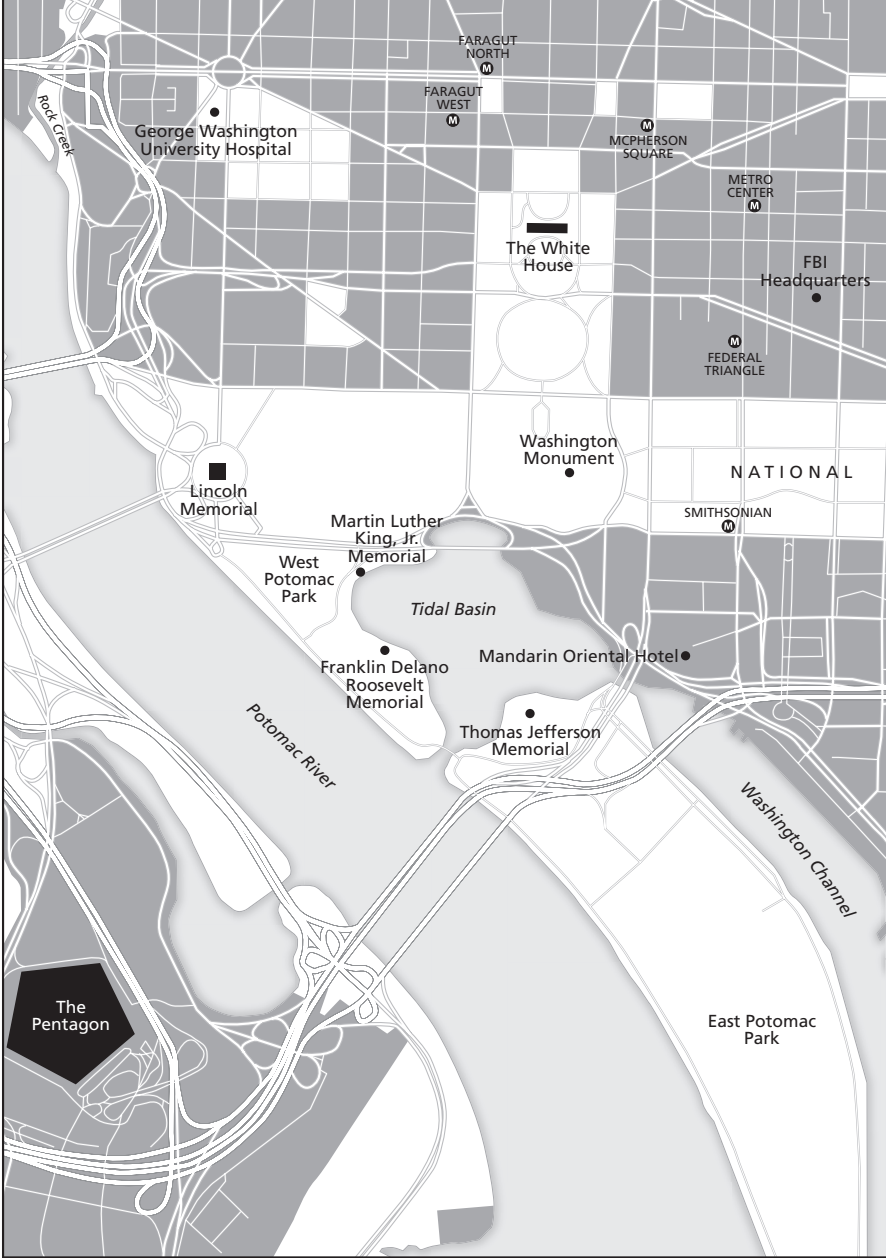 FARAGUT
NORTH
M
FARAGUT
WEST
M
Rock Creek
George Washington
University Hospital
M
MCPHERSON
SQUARE
METRO
CENTER
M
The White
House
FBI
Headquarters
M
FEDERAL
TRIANGLE
Washington
Monument
NATIONAL
Lincoln
Memorial
SMITHSONIAN
M
Martin Luther
King, Jr.
Memorial
West
Potomac
Park
Tidal Basin
Mandarin Oriental Hotel
Franklin Delano
Roosevelt
Memorial
Thomas Jefferson
Memorial
Potomac River
Washington Channel
The
Pentagon
East Potomac
Park